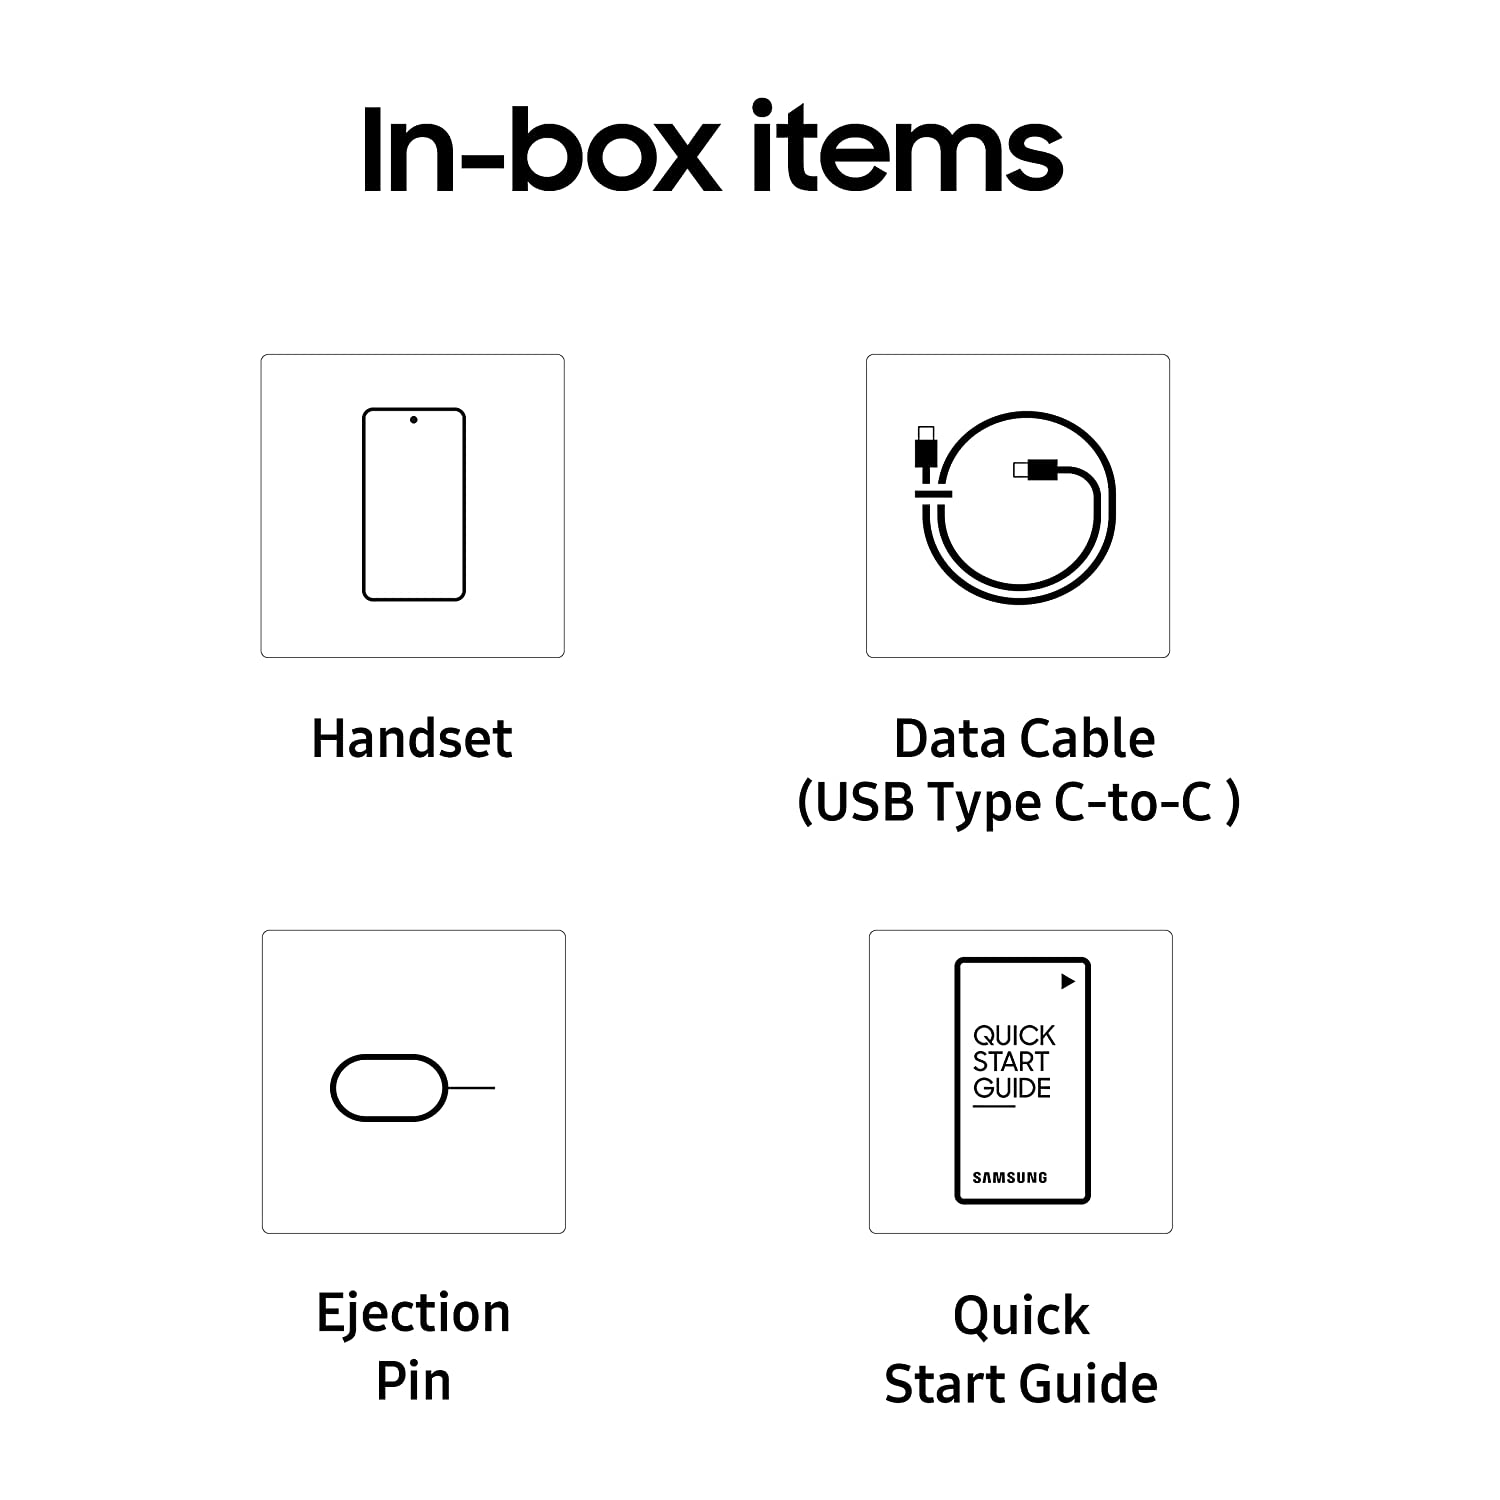 In-box items
Handset
Data Cable
(USB Type C-to-C )
Ejection
Pin
QUICK
START
GUIDE
SAMSUNG
Quick
Start Guide